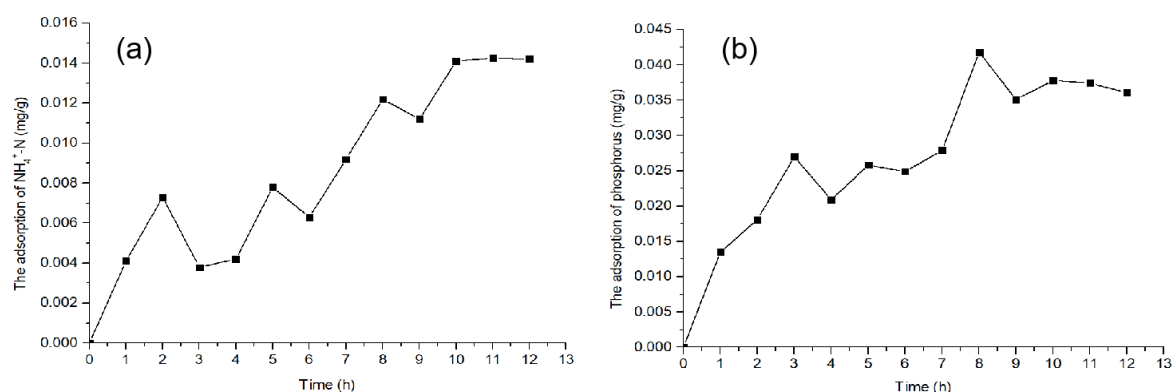 (a)
The adsorption of NH₄⁺-N (mg/g)
0.016
0.014
0.012
0.010
0.008
0.006
0.004
0.002
0.000
0 1 2 3 4 5 6 7 8 9 10 11 12 13
Time (h)
(b)
The adsorption of phosphorus (mg/g)
0.045
0.040
0.035
0.030
0.025
0.020
0.015
0.010
0.005
0.000
0 1 2 3 4 5 6 7 8 9 10 11 12 13
Time (h)